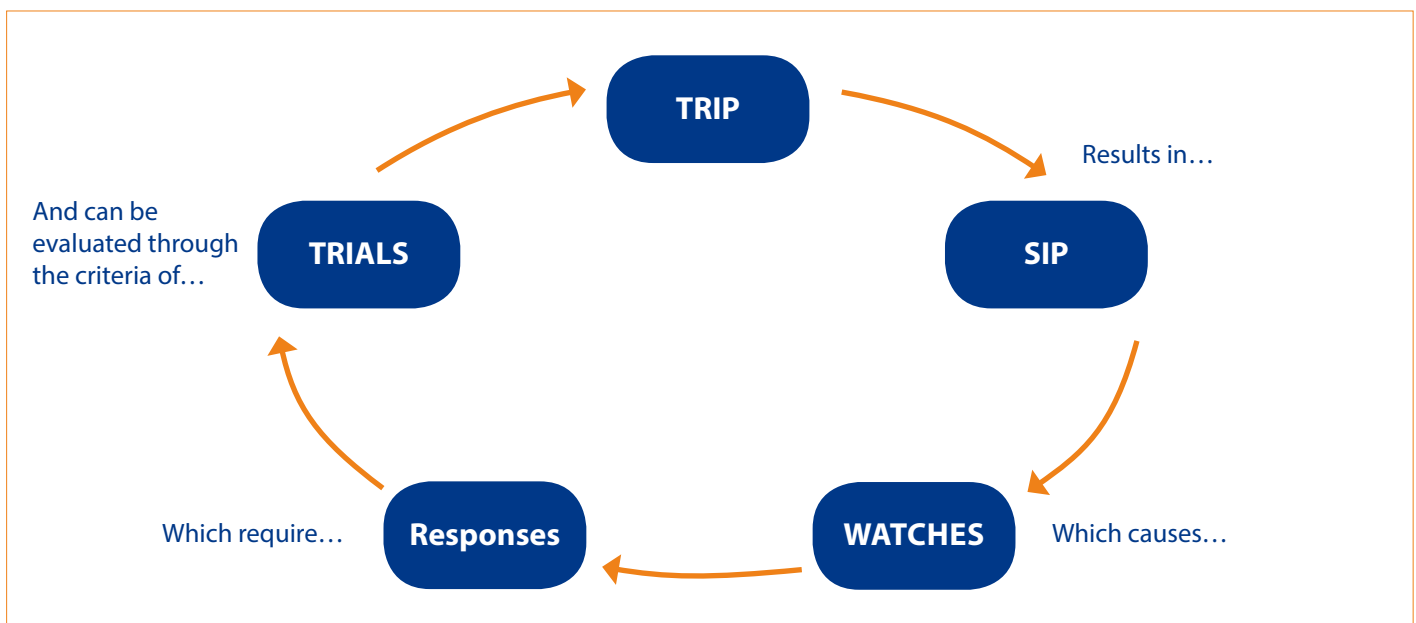 TRIP
Results in…
SIP
WATCHES
Which causes…
Responses
Which require…
TRIALS
And can be
evaluated through
the criteria of…